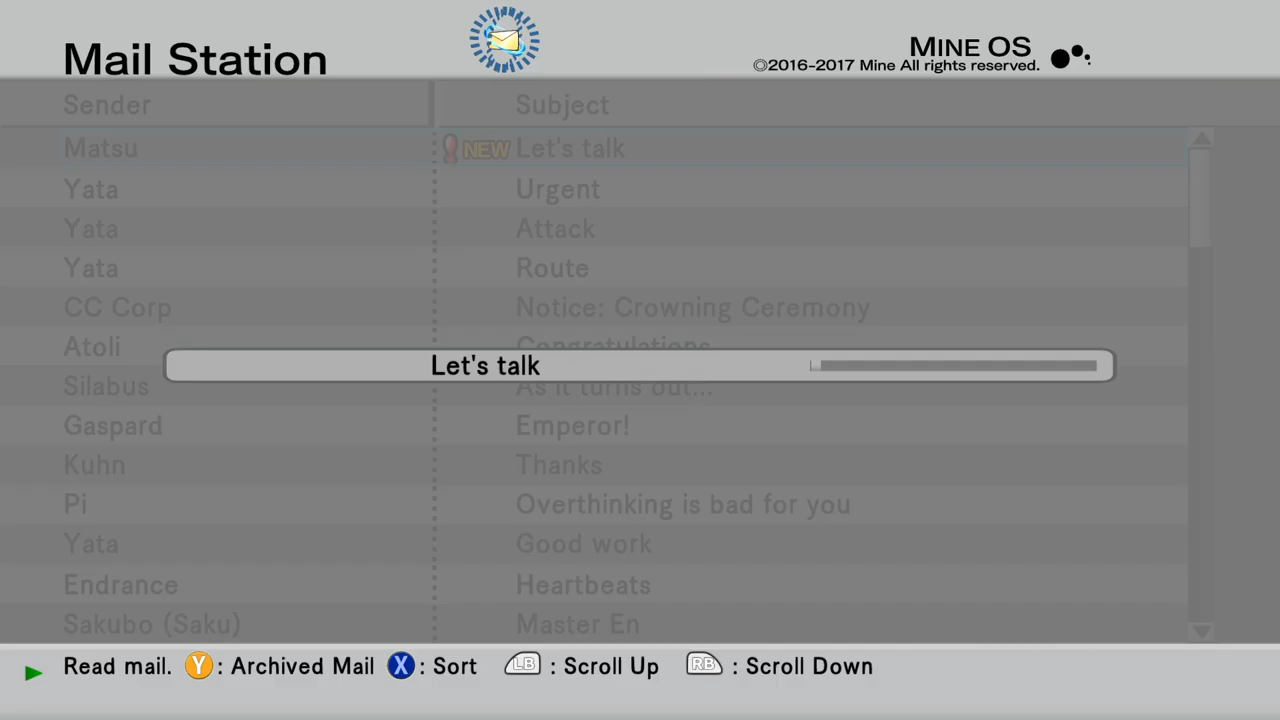 Mail Station
MINE OS
©2016-2017 Mine All rights reserved.
Sender Subject
Matsu NEW Let's talk
Yata Urgent
Yata Attack
Yata Route
CC Corp Notice: Crowning Ceremony
Atoli Congratulations
Let's talk
Silabus As it turns out...
Gaspard Emperor!
Kuhn Thanks
Pi Overthinking is bad for you
Yata Good work
Endrance Heartbeats
Sakubo (Saku) Master En
Read mail. Y : Archived Mail X : Sort LB : Scroll Up RB : Scroll Down